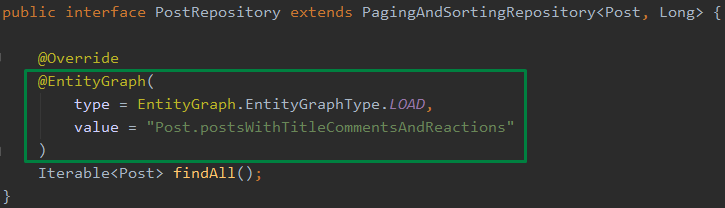 public interface PostRepository extends PagingAndSortingRepository<Post, Long> {
@Override
@EntityGraph(
type = EntityGraph.EntityGraphType.LOAD,
value = "Post.postsWithTitleCommentsAndReactions"
)
Iterable<Post> findAll();
}